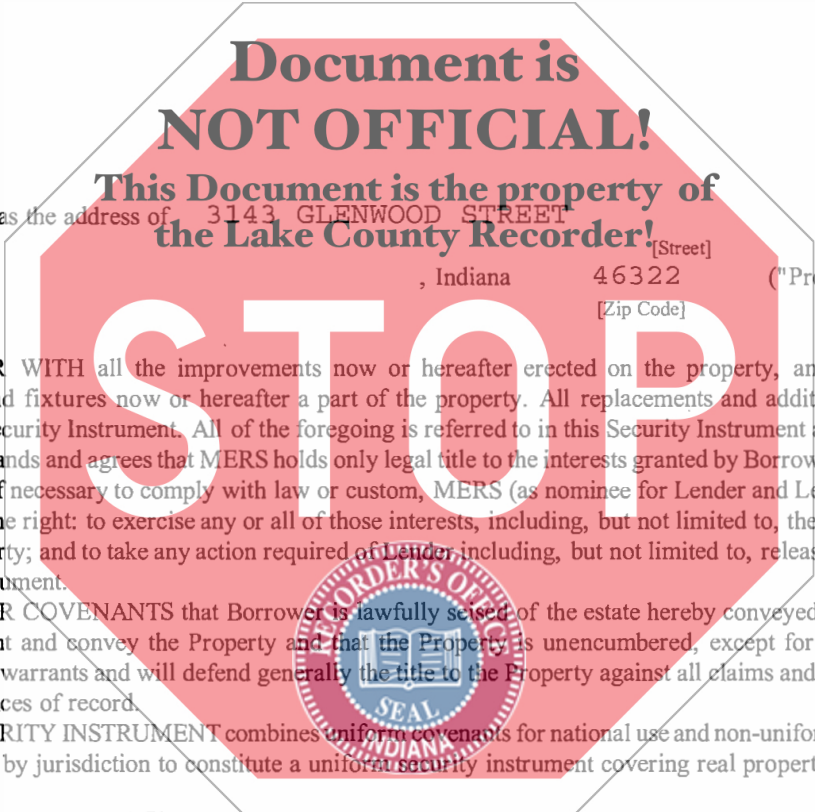 Document is
NOT OFFICIAL!
This Document is the property of
as the address of 3143 GLENWOOD STREET
the Lake County Recorder!
[Street]
, Indiana 46322 ("Pro
[Zip Code]
STOP
R WITH all the improvements now or hereafter erected on the property, an
d fixtures now or hereafter a part of the property. All replacements and addit
curity Instrument. All of the foregoing is referred to in this Security Instrument a
ands and agrees that MERS holds only legal title to the interests granted by Borrow
f necessary to comply with law or custom, MERS (as nominee for Lender and Le
e right: to exercise any or all of those interests, including, but not limited to, the
rty; and to take any action required of Lender including, but not limited to, releas
ument.
R COVENANTS that Borrower is lawfully seised of the estate hereby conveyed
nt and convey the Property and that the Property is unencumbered, except for
warrants and will defend generally the title to the Property against all claims and
ces of record.
RITY INSTRUMENT combines uniform covenants for national use and non-unifor
by jurisdiction to constitute a uniform security instrument covering real propert
RECORDER'S OFFICE
SEAL
INDIANA